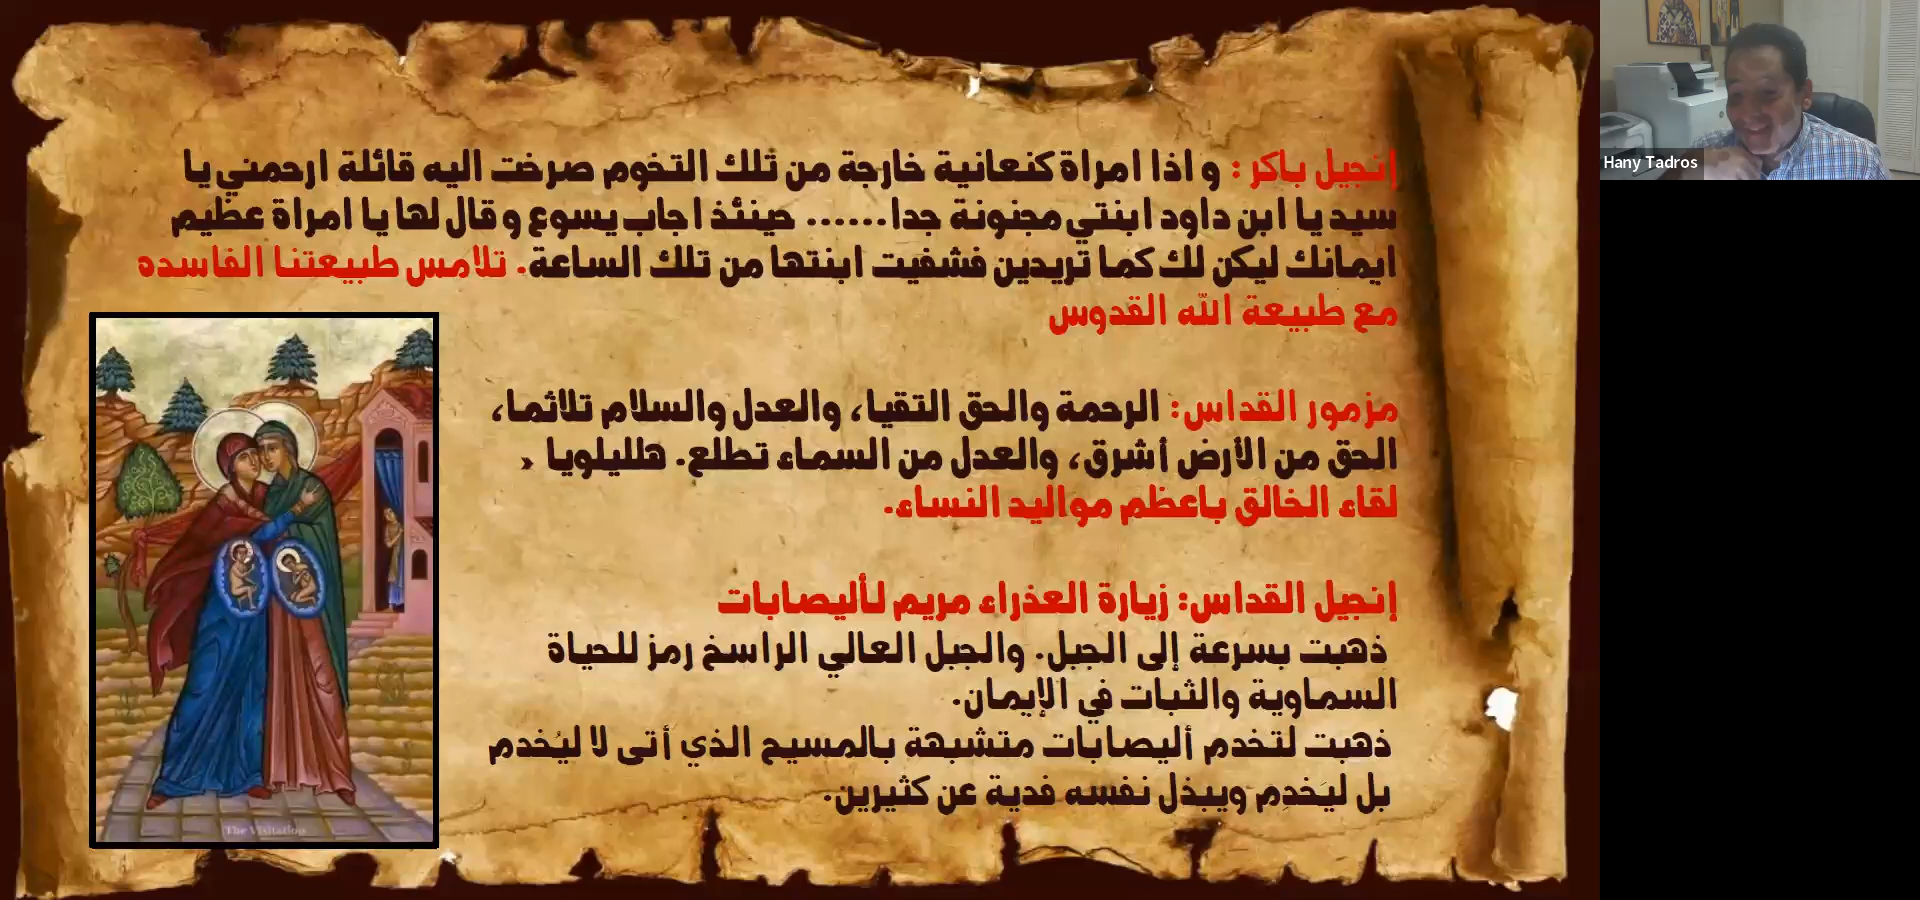 إنجيل باكر : و اذا امراة كنعانية خارجة من تلك التخوم صرخت اليه قائلة ارحمني يا
سيد يا ابن داود ابنتي مجنونة جدا...... حينئذ اجاب يسوع و قال لها يا امراة عظيم
ايمانك ليكن لك كما تريدين فشفيت ابنتها من تلك الساعة. تلامس طبيعتنا الفاسده
مع طبيعة الله القدوس
مزمور القداس: الرحمة والحق التقيا، والعدل والسلام تلاثما،
الحق من الأرض أشرق، والعدل من السماء تطلع. هلليلويا »
لقاء الخالق باعظم مواليد النساء.
إنجيل القداس: زيارة العذراء مريم لأليصابات
ذهبت بسرعة إلى الجبل. والجبل العالي الراسخ رمز للحياة
السماوية والثبات في الإيمان.
ذهبت لتخدم أليصابات متشبهة بالمسيح الذي أتى لا ليُخدم
بل ليَخدِم ويبذل نفسه فدية عن كثيرين.
The Visitation
Hany Tadros